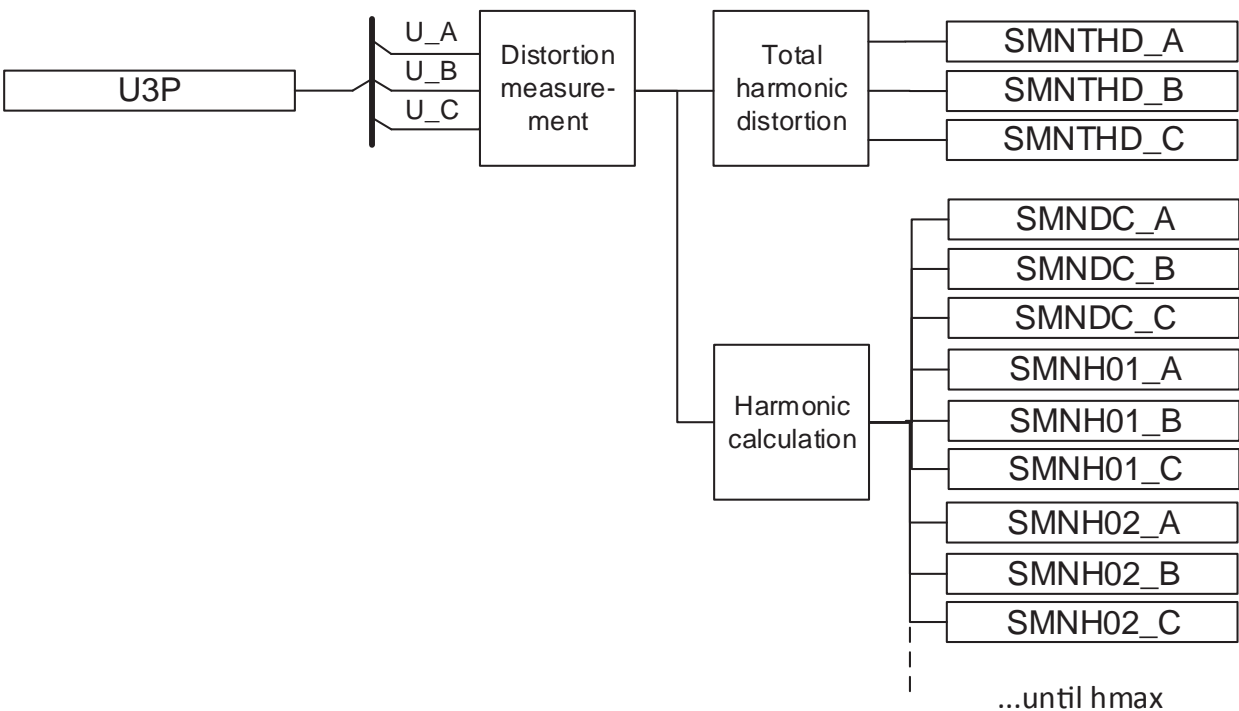 U3P
U_A
U_B
U_C
Distortion
measure-
ment
Total
harmonic
distortion
SMNTHD_A
SMNTHD_B
SMNTHD_C
Harmonic
calculation
SMNDC_A
SMNDC_B
SMNDC_C
SMNH01_A
SMNH01_B
SMNH01_C
SMNH02_A
SMNH02_B
SMNH02_C
...until hmax